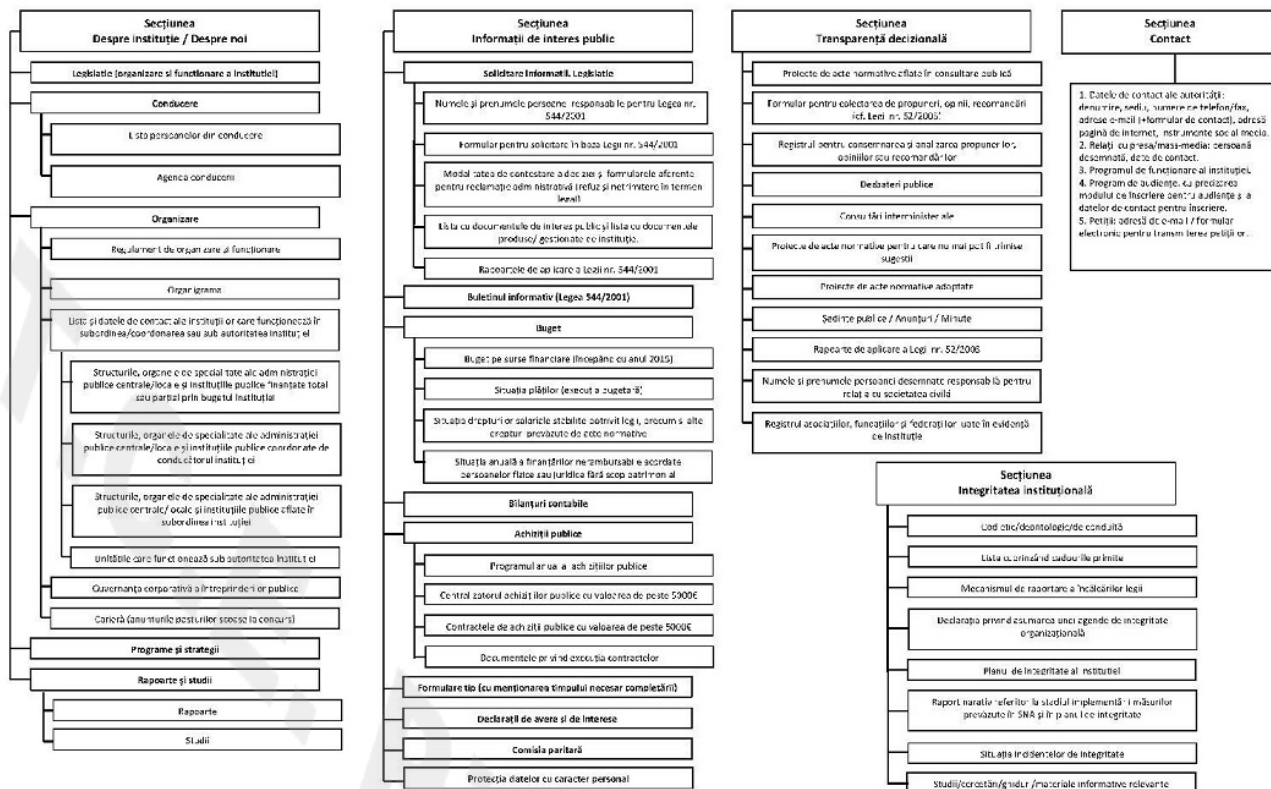 Secțiunea
Despre instituție / Despre noi
Legislație (organizare si functionare a institutiei)
Conducere
Lista persoanelor din conducere
Agenda conducerii
Organizare
Regulament de organizare și funcționare
Organigrama
Lista și datele de contact ale instituțiilor care funcționează în
subordinea/coordonarea sau sub autoritatea instituției
Structurile, organele de specialitate ale administrației
publice centrale/locale și instituțiile publice finanțate total
sau parțial prin bugetul instituției
Structurile, organele de specialitate ale administrației
publice centrale/locale și instituțiile publice coordonate de
conducătorul instituției
Structurile, organele de specialitate ale administrației
publice centrale/locale și instituțiile publice aflate în
subordinea instituției
Unitățile care funcționează sub autoritatea instituției
Guvernanța corporativă a întreprinderilor publice
Carieră (anunțurile posturilor scoase la concurs)
Programe și strategii
Rapoarte și studii
Rapoarte
Studii
Secțiunea
Informații de interes public
Solicitare informatii. Legislatie
Numele și prenumele persoanei responsabile pentru Legea nr.
544/2001
Formular pentru solicitare în baza Legii nr. 544/2001
Modalitatea de contestare a deciziei și formularele aferente
pentru reclamație administrativă (refuz și netrimitere în termen
legal)
Lista cu documentele de interes public și lista cu documentele
produse/ gestionate de instituție.
Rapoartele de aplicare a Legii nr. 544/2001
Buletinul informativ (Legea 544/2001)
Buget
Buget pe surse financiare (începând cu anul 2015)
Situația plăților (execuția bugetară)
Situația drepturilor salariale stabilite potrivit legii, precum si alte
drepturi prevăzute de acte normative
Situația anuală a finanțărilor nerambursabile acordate
persoanelor fizice sau juridice fără scop patrimonial
Bilanțuri contabile
Achiziții publice
Programul anual al achizițiilor publice
Centralizatorul achizițiilor publice cu valoarea de peste 5000€
Contractele de achiziții publice cu valoarea de peste 5000€
Documentele privind execuția contractelor
Formulare tip (cu menționarea timpului necesar completării)
Declarații de avere și de interese
Comisia paritară
Protecția datelor cu caracter personal
Secțiunea
Transparență decizională
Proiecte de acte normative aflate în consultare publică
Formular pentru colectarea de propuneri, opinii, recomandări
(cf. Legii nr. 52/2003)
Registrul pentru consemnarea și analizarea propunerilor,
opiniilor sau recomandărilor
Dezbateri publice
Consultări interministeriale
Proiecte de acte normative pentru care nu mai pot fi trimise
sugestii
Proiecte de acte normative adoptate
Ședințe publice / Anunțuri / Minute
Rapoarte de aplicare a Legii nr. 52/2003
Numele și prenumele persoanei desemnate responsabilă pentru
relația cu societatea civilă
Registrul asociațiilor, fundațiilor și federațiilor luate în evidență
de instituție
Secțiunea
Contact
1. Datele de contact ale autorității:
denumire, sediu, numere de telefon/fax,
adrese e-mail (+formular de contact), adresă
pagină de internet, instrumente social media.
2. Relații cu presa/mass-media: persoană
desemnată, date de contact.
3. Programul de funcționare al instituției.
4. Program de audiențe, cu precizarea
modului de înscriere pentru audiențe și a
datelor de contact pentru înscriere.
5. Petiții: adresă de e-mail / formular
electronic pentru transmiterea petițiilor.
Secțiunea
Integritatea instituțională
Cod etic/deontologic/de conduită
Lista cuprinzând cadourile primite
Mecanismul de raportare a încălcărilor legii
Declarația privind asumarea unei agende de integritate
organizațională
Planul de integritate al instituției
Raport narativ referitor la stadiul implementării măsurilor
prevăzute în SNA și în planul de integritate
Situația incidentelor de integritate
Studii/cercetări/ghiduri/materiale informative relevante